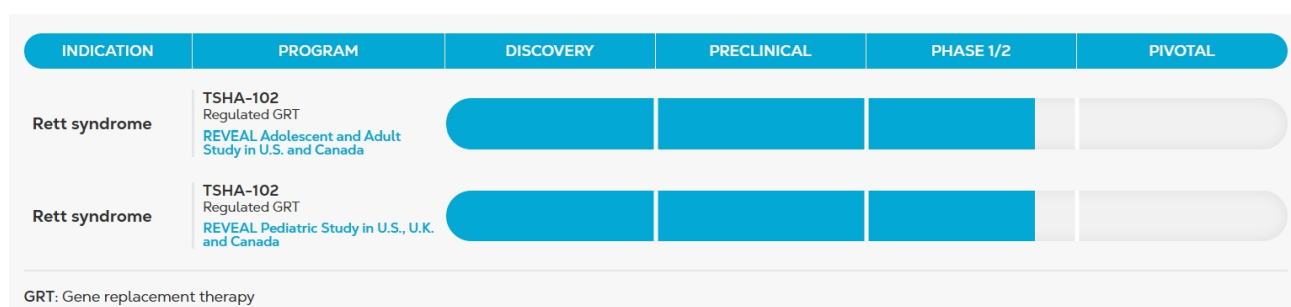 INDICATION PROGRAM DISCOVERY PRECLINICAL PHASE 1/2 PIVOTAL
Rett syndrome
TSHA-102
Regulated GRT
REVEAL Adolescent and Adult
Study in U.S. and Canada
Rett syndrome
TSHA-102
Regulated GRT
REVEAL Pediatric Study in U.S., U.K.
and Canada
GRT: Gene replacement therapy